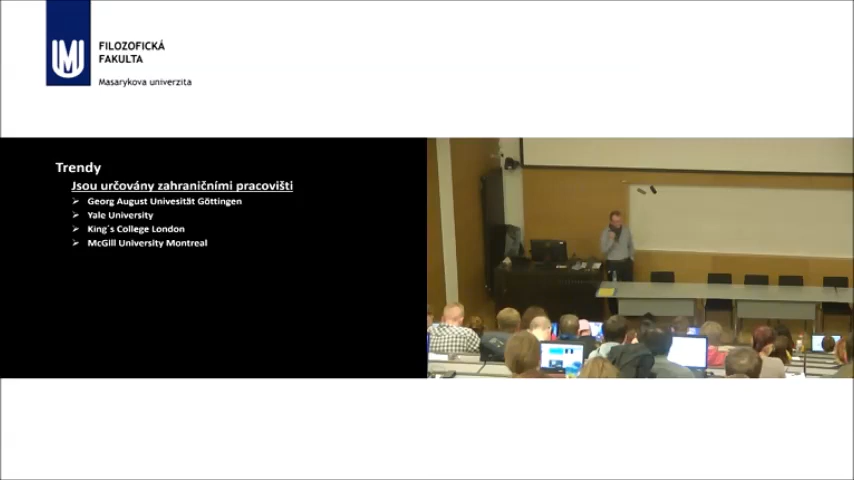 FILOZOFICKÁ
FAKULTA
Masarykova univerzita
Trendy
Jsou určovány zahraničními pracovišti
Georg August Univesität Göttingen
Yale University
King´s College London
McGill University Montreal